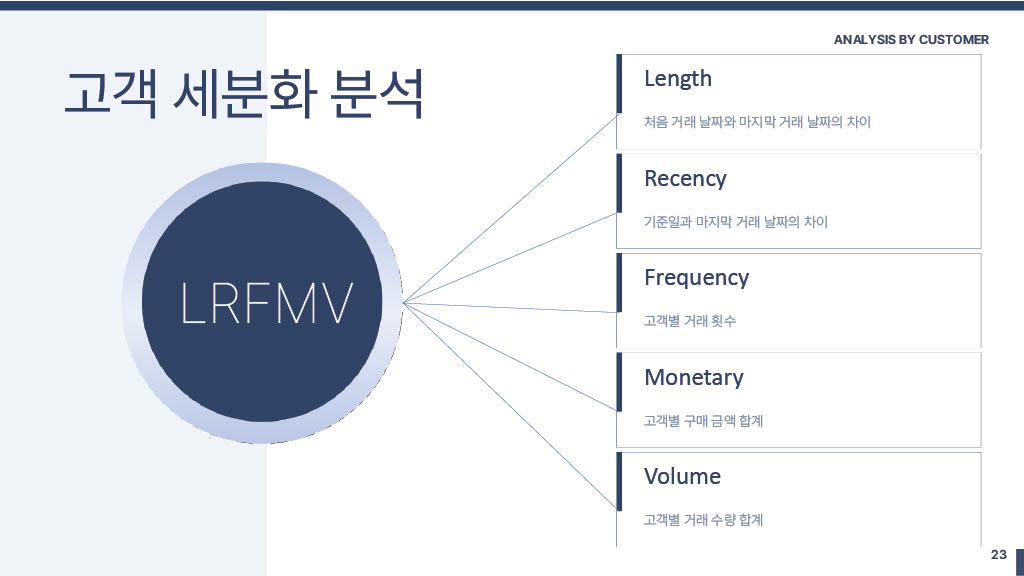 ANALYSIS BY CUSTOMER
고객 세분화 분석
LRFMV
Length
처음 거래 날짜와 마지막 거래 날짜의 차이
Recency
기준일과 마지막 거래 날짜의 차이
Frequency
고객별 거래 횟수
Monetary
고객별 구매 금액 합계
Volume
고객별 거래 수량 합계
23